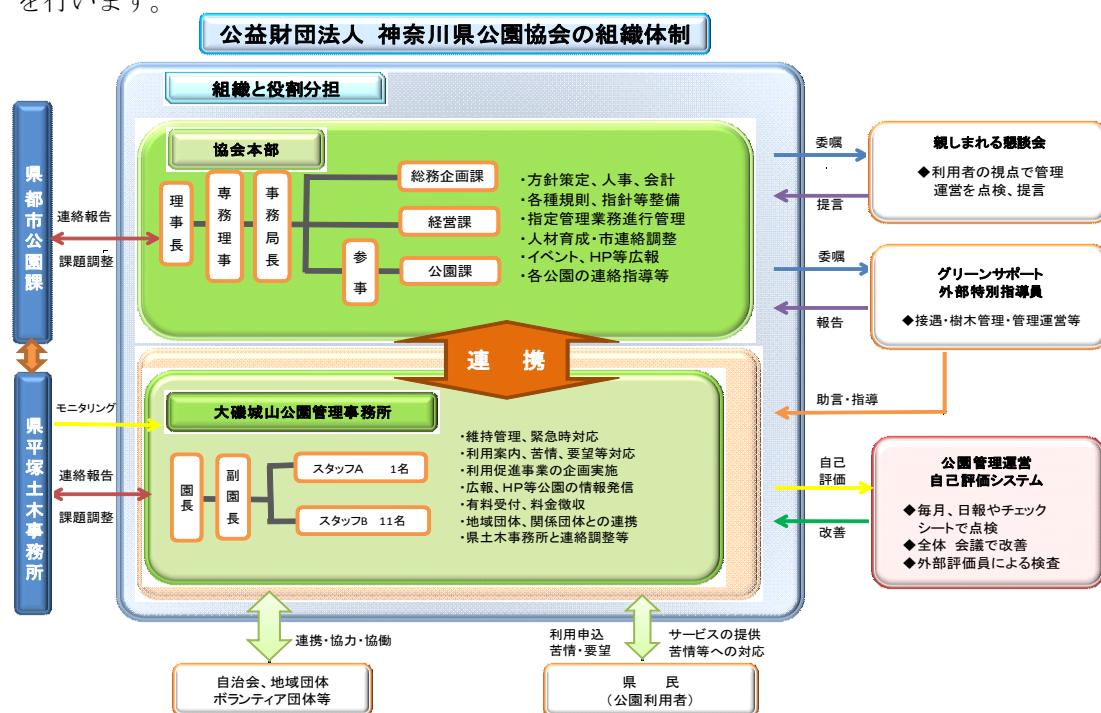 を行います。
公益財団法人 神奈川県公園協会の組織体制
組織と役割分担
県都市公園課
連絡報告
課題調整
協会本部
理事長
専務理事
事務局長
総務企画課
経営課
参事
公園課
・方針策定、人事、会計
・各種規則、指針等整備
・指定管理業務進行管理
・人材育成・市連絡調整
・イベント、HP等広報
・各公園の連絡指導等
委嘱
提言
親しまれる懇談会
◆利用者の視点で管理
運営を点検、提言
委嘱
報告
グリーンサポート
外部特別指導員
◆接遇・樹木管理・管理運営等
助言・指導
連 携
県平塚土木事務所
モニタリング
連絡報告
課題調整
大磯城山公園管理事務所
園長
副園長
スタッフA 1名
スタッフB 11名
・維持管理、緊急時対応
・利用案内、苦情、要望等対応
・利用促進事業の企画実施
・広報、HP等公園の情報発信
・有料受付、料金徴収
・地域団体、関係団体との連携
・県土木事務所と連絡調整等
自己
評価
改善
公園管理運営
自己評価システム
◆毎月、日報やチェック
シートで点検
◆全体 会議で改善
◆外部評価員による検査
連携・協力・協働
自治会、地域団体
ボランティア団体等
利用申込
苦情・要望
サービスの提供
苦情等への対応
県 民
(公園利用者)